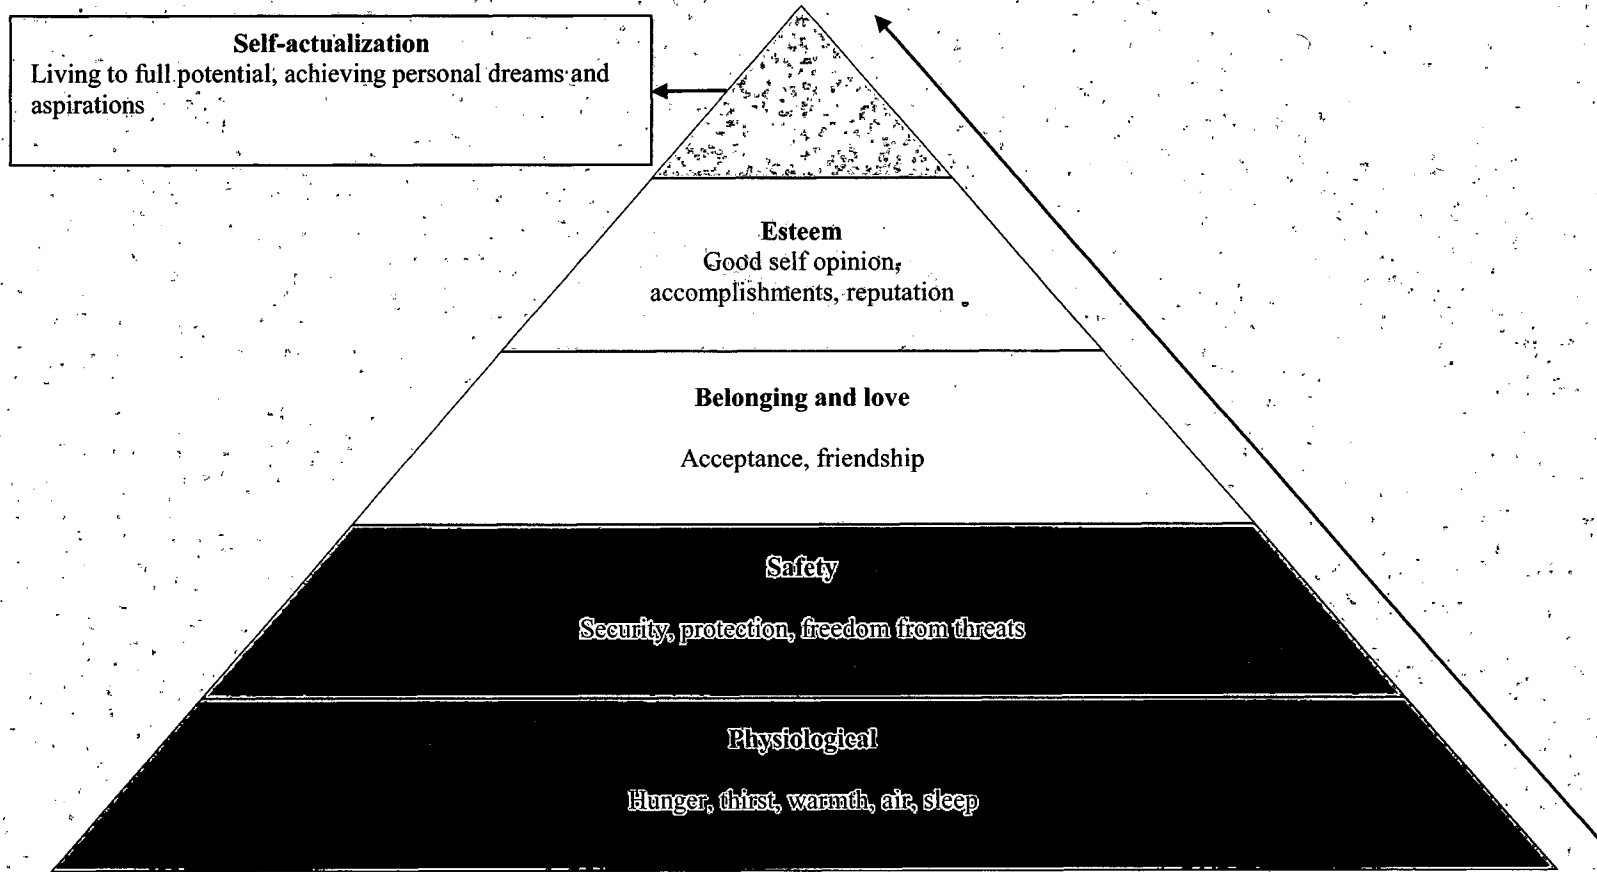 Self-actualization
Living to full potential, achieving personal dreams and
aspirations
Esteem
Good self opinion,
accomplishments, reputation
Belonging and love
Acceptance, friendship
Safety
Security, protection, freedom from threats
Physiological
Hunger, thirst, warmth, air, sleep